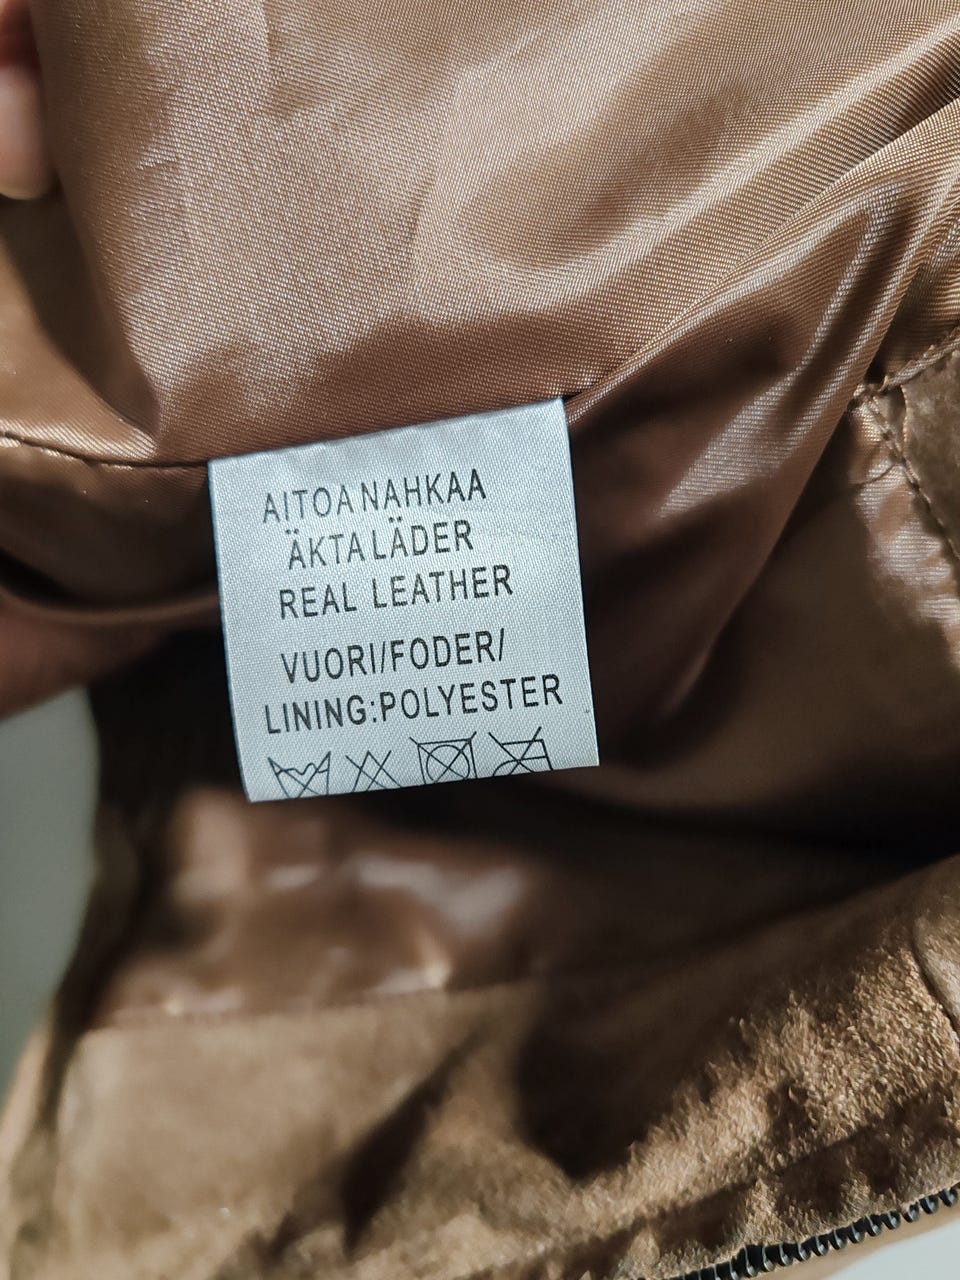 AITOA NAHKAA
ÄKTA LÄDER
REAL LEATHER
VUORI/FODER/
LINING:POLYESTER